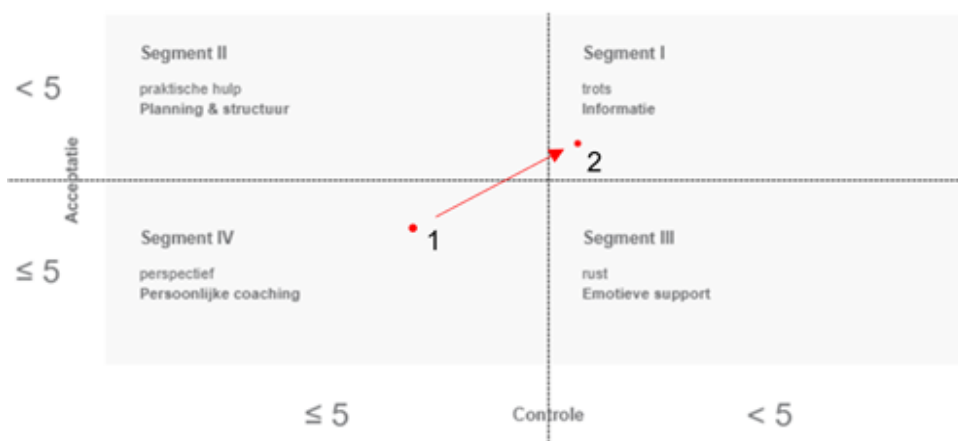 Segment II
praktische hulp
Planning & structuur
Segment I
trots
Informatie
< 5
2
Acceptatie
1
Segment IV
perspectief
Persoonlijke coaching
Segment III
rust
Emotieve support
≤ 5
≤ 5
Controle
< 5